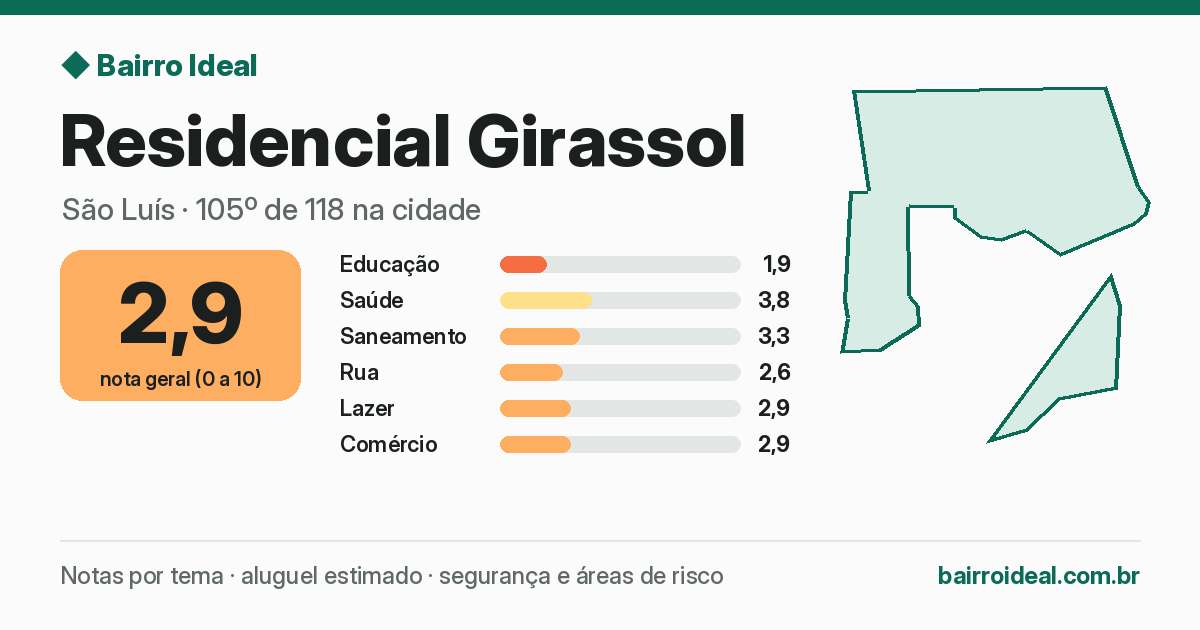 Bairro Ideal
Residencial Girassol
São Luís · 105º de 118 na cidade
2,9
nota geral (0 a 10)
Educação 1,9
Saúde 3,8
Saneamento 3,3
Rua 2,6
Lazer 2,9
Comércio 2,9
Notas por tema · aluguel estimado · segurança e áreas de risco
bairroideal.com.br